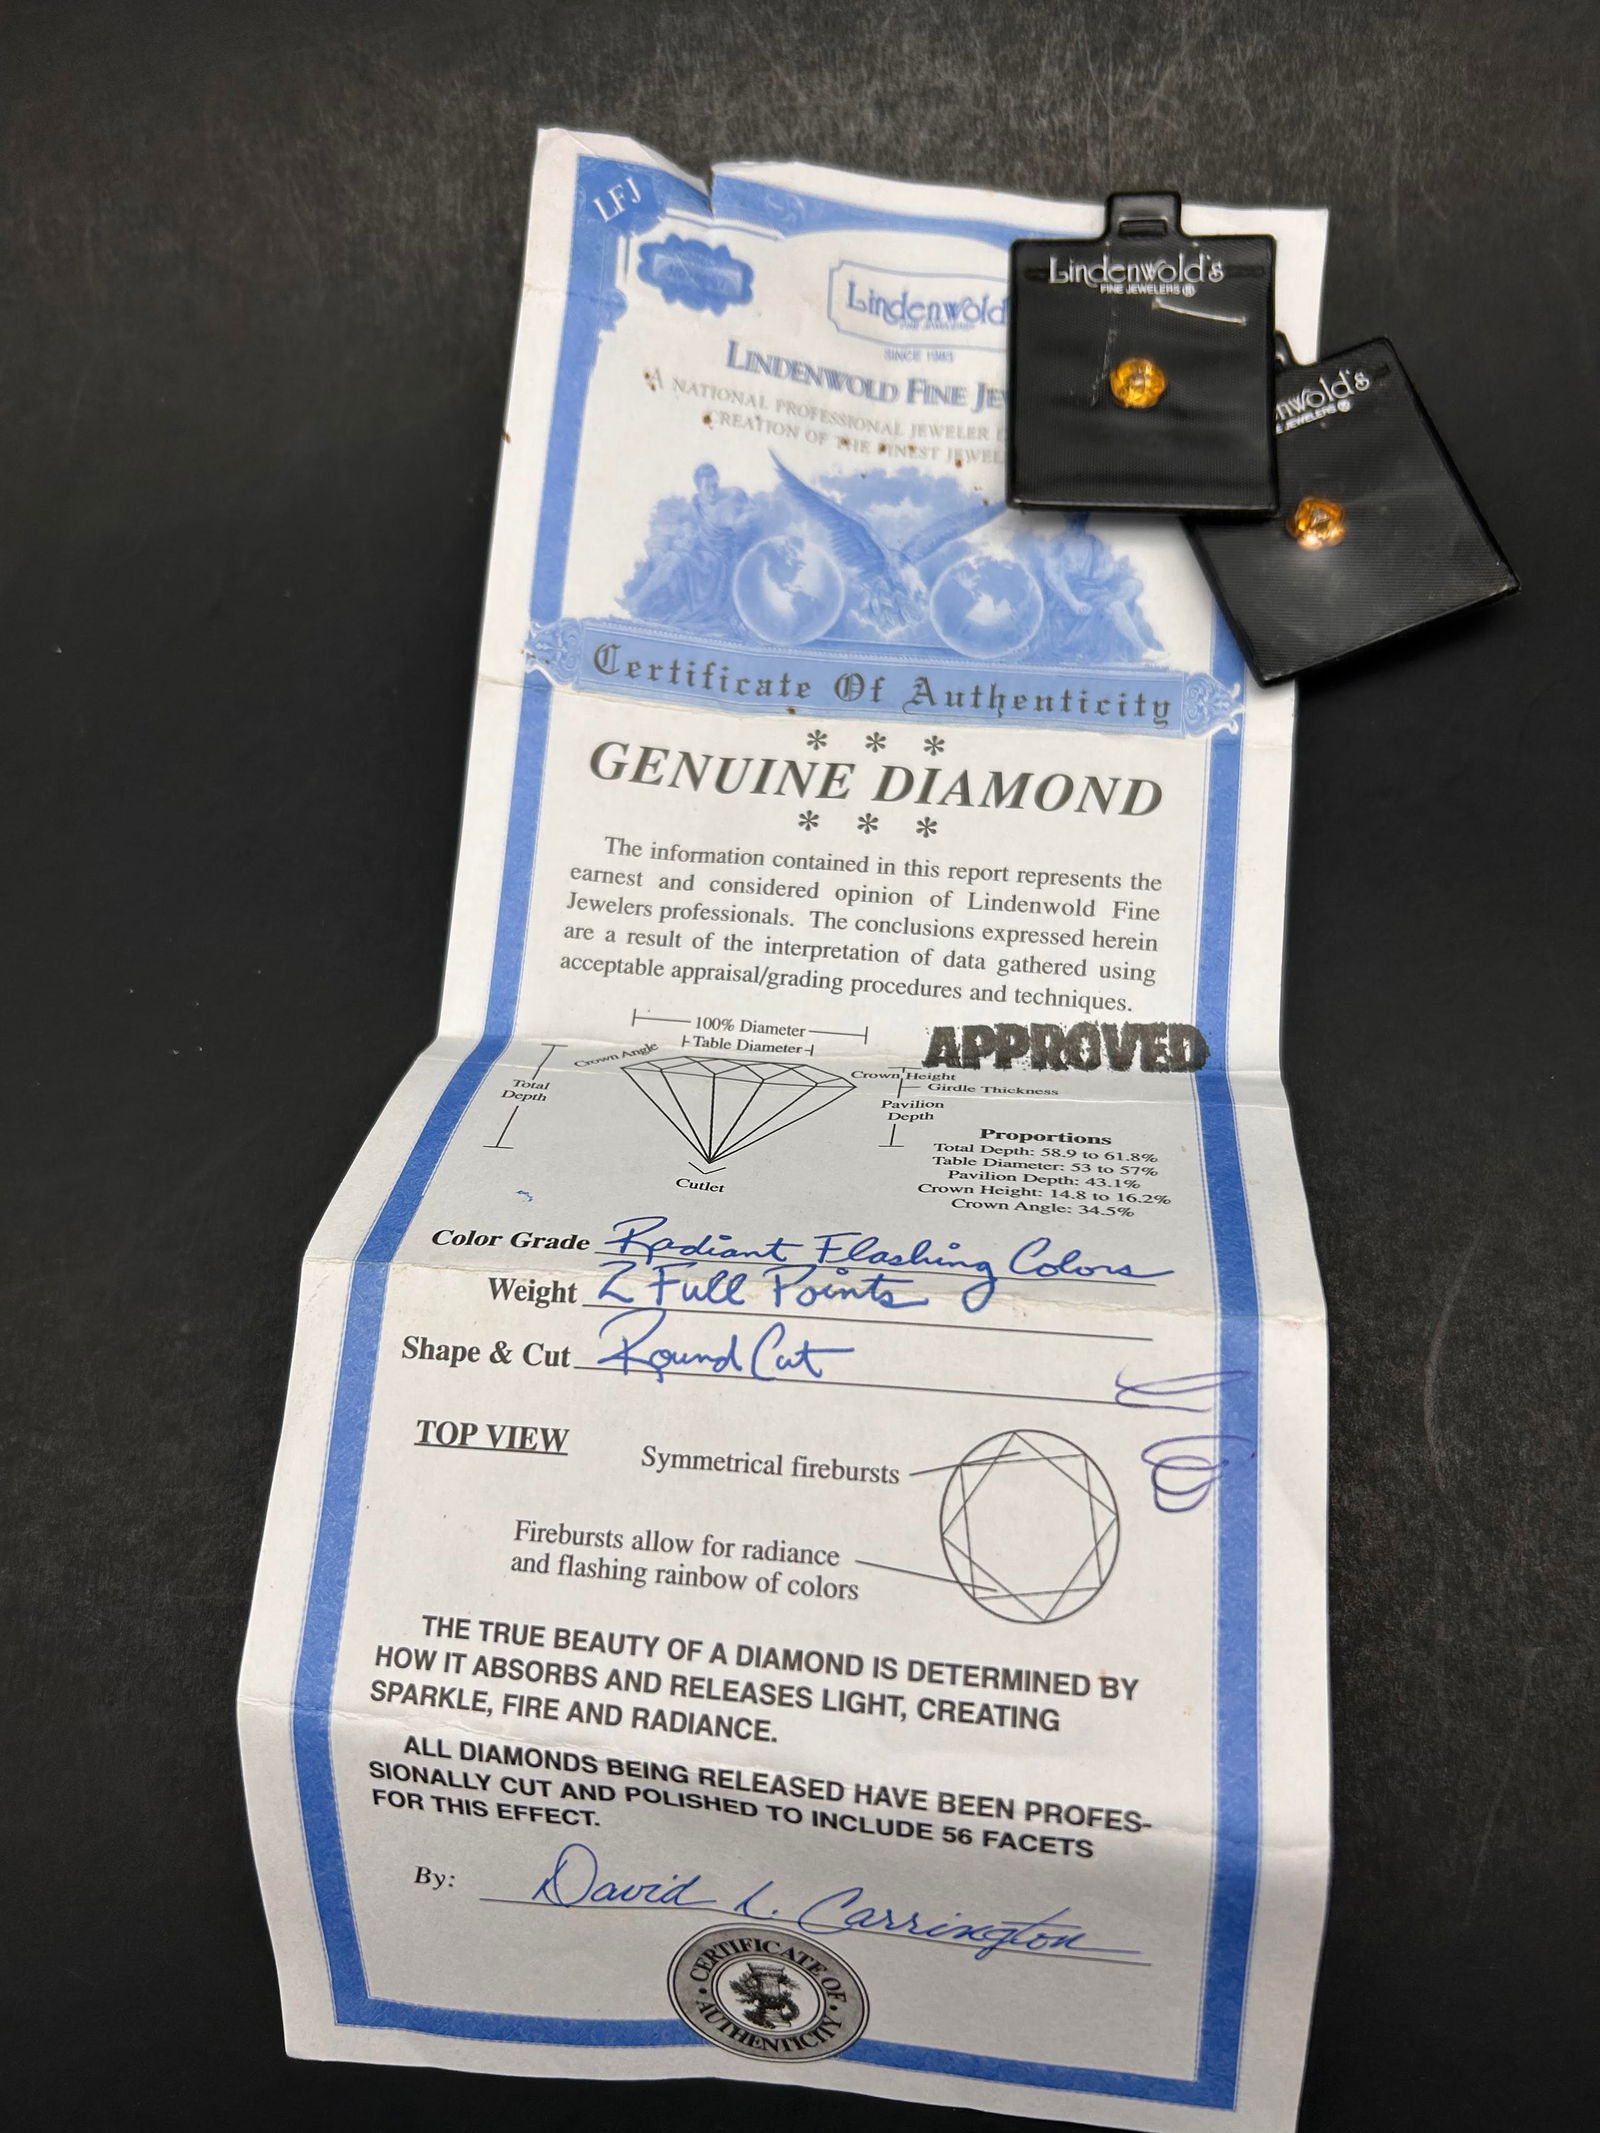 LFJ
Lindenwold
FINE JEWELERS
SINCE 1983
LINDENWOLD FINE
A NATIONAL PROFESSIONAL JEWELER
CREATION OF THE FINEST
Lindenwold's
FINE JEWELERS ®
nwold's
E JEWELERS ®
Certificate Of Authenticity
* * *
GENUINE DIAMOND
* * *
The information contained in this report represents the
earnest and considered opinion of Lindenwold Fine
Jewelers professionals. The conclusions expressed herein
are a result of the interpretation of data gathered using
acceptable appraisal/grading procedures and techniques.
APPROVED
100% Diameter
Table Diameter
Crown Angle
Total
Depth
Crown Height
Girdle Thickness
Pavilion
Depth
Cutlet
Proportions
Total Depth: 58.9 to 61.8%
Table Diameter: 53 to 57%
Pavilion Depth: 43.1%
Crown Height: 14.8 to 16.2%
Crown Angle: 34.5%
Color Grade Radiant Flashing Colors
Weight 2 Full Points
Shape & Cut Round Cut
TOP VIEW
Symmetrical firebursts
Firebursts allow for radiance
and flashing rainbow of colors
THE TRUE BEAUTY OF A DIAMOND IS DETERMINED BY
HOW IT ABSORBS AND RELEASES LIGHT, CREATING
SPARKLE, FIRE AND RADIANCE.
ALL DIAMONDS BEING RELEASED HAVE BEEN PROFES-
SIONALLY CUT AND POLISHED TO INCLUDE 56 FACETS
FOR THIS EFFECT.
By: David L. Carrington
CERTIFICATE OF
AUTHENTICITY